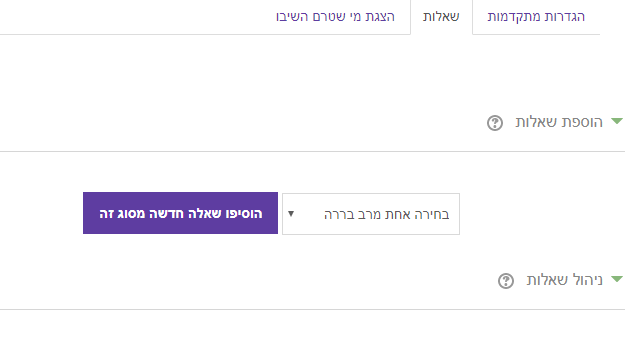 הגדרות מתקדמות שאלות הצגת מי שטרם השיבו
הוספת שאלות
בחירה אחת מרב בררה הוסיפו שאלה חדשה מסוג זה
ניהול שאלות